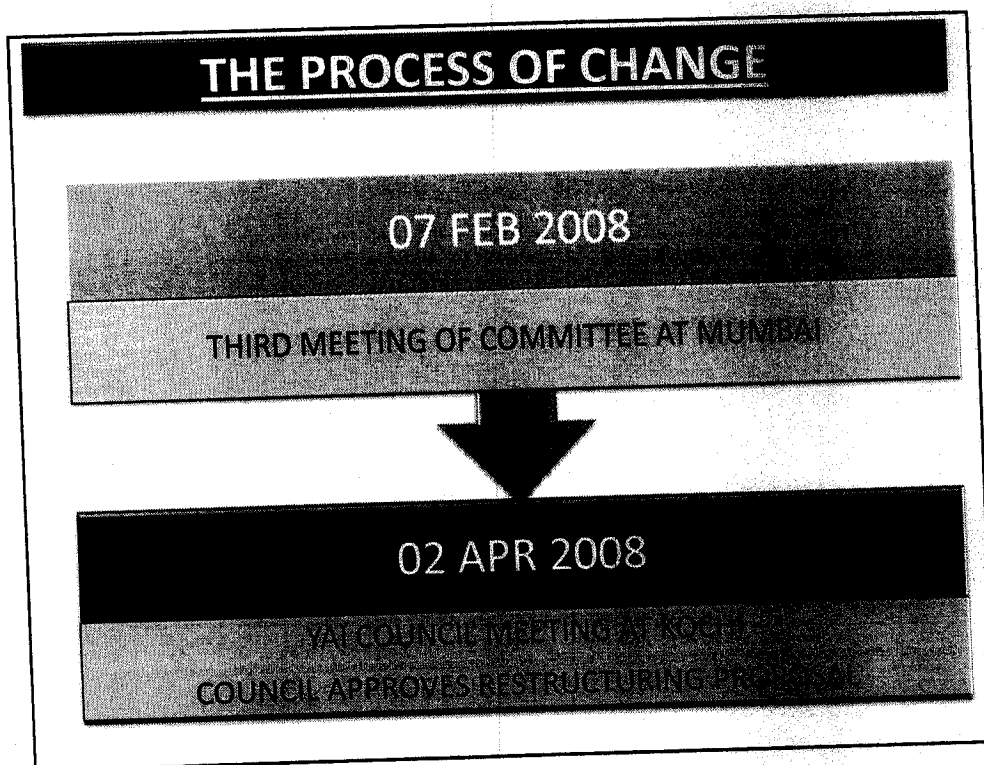 THE PROCESS OF CHANGE
07 FEB 2008
THIRD MEETING OF COMMITTEE AT MUMBAI
02 APR 2008
YAI COUNCIL MEETING AT KOCHI
COUNCIL APPROVES RESTRUCTURING PROPOSAL